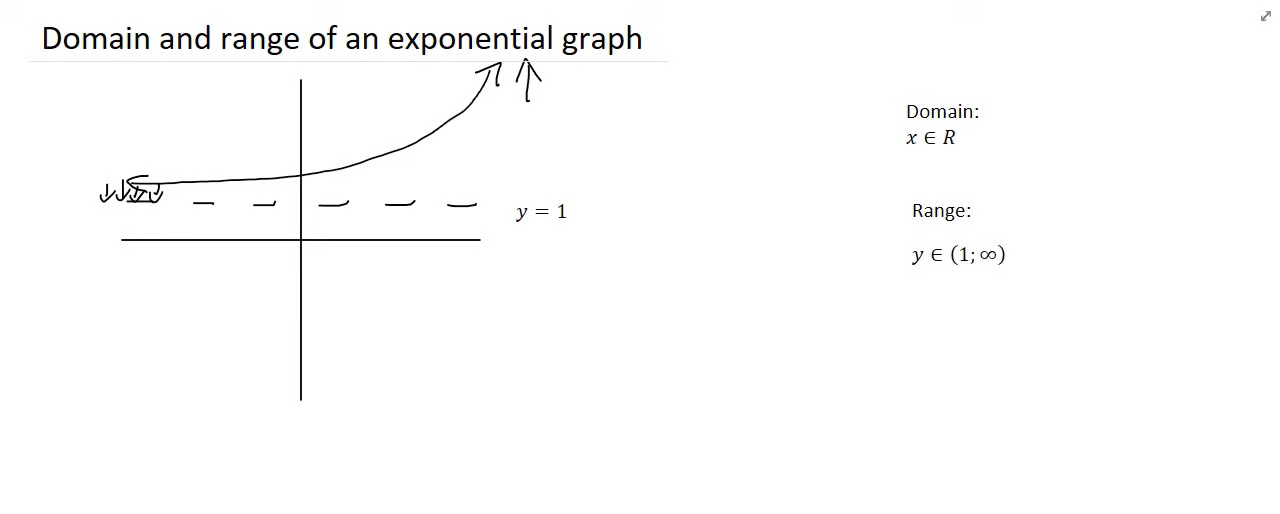 Domain and range of an exponential graph
Domain:
x ∈ R
y = 1
Range:
y ∈ (1; ∞)